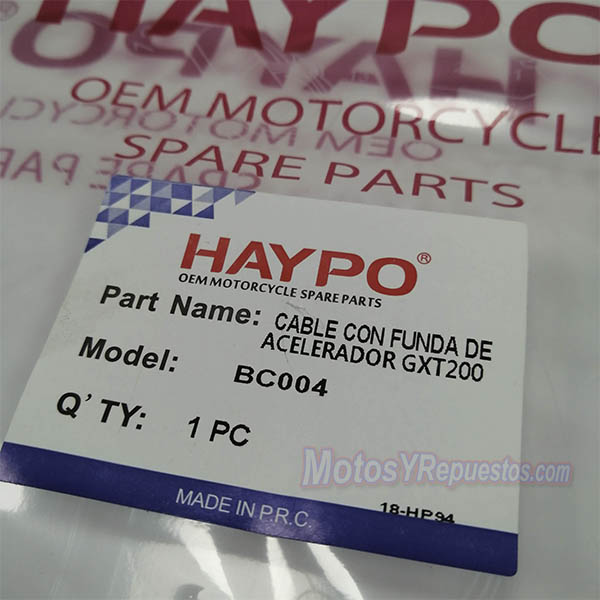 HAYPO
OEM MOTORCYCLE
SPARE PARTS
HAYPO®
OEM MOTORCYCLE SPARE PARTS
Part Name: CABLE CON FUNDA DE
ACELERADOR GXT200
Model: BC004
Q'TY: 1 PC
MotosYRepuestos.com
MADE IN P.R.C. 18-HP94